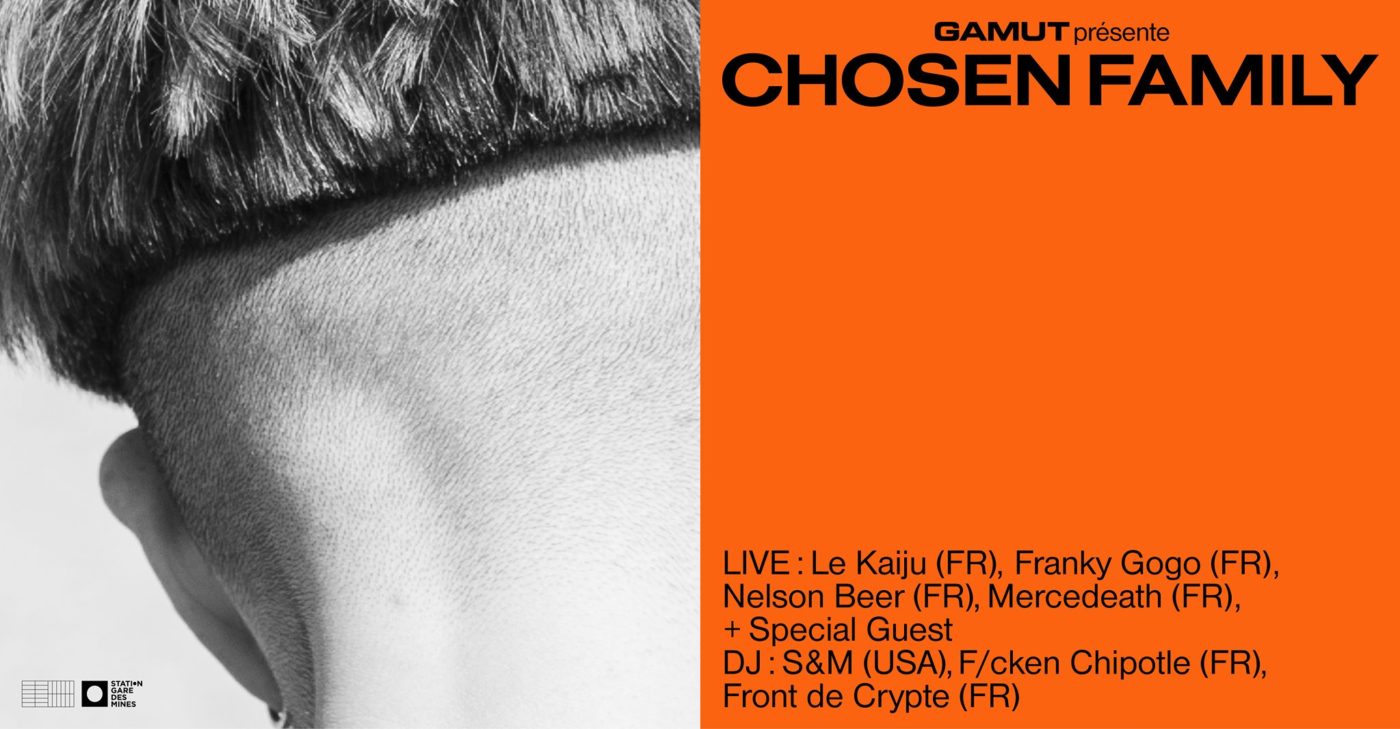 GAMUT présente
CHOSEN FAMILY
LIVE : Le Kaiju (FR), Franky Gogo (FR),
Nelson Beer (FR), Mercedeath (FR),
+ Special Guest
DJ : S&M (USA), F/cken Chipotle (FR),
Front de Crypte (FR)
STATI•N
GARE
DES
MINES